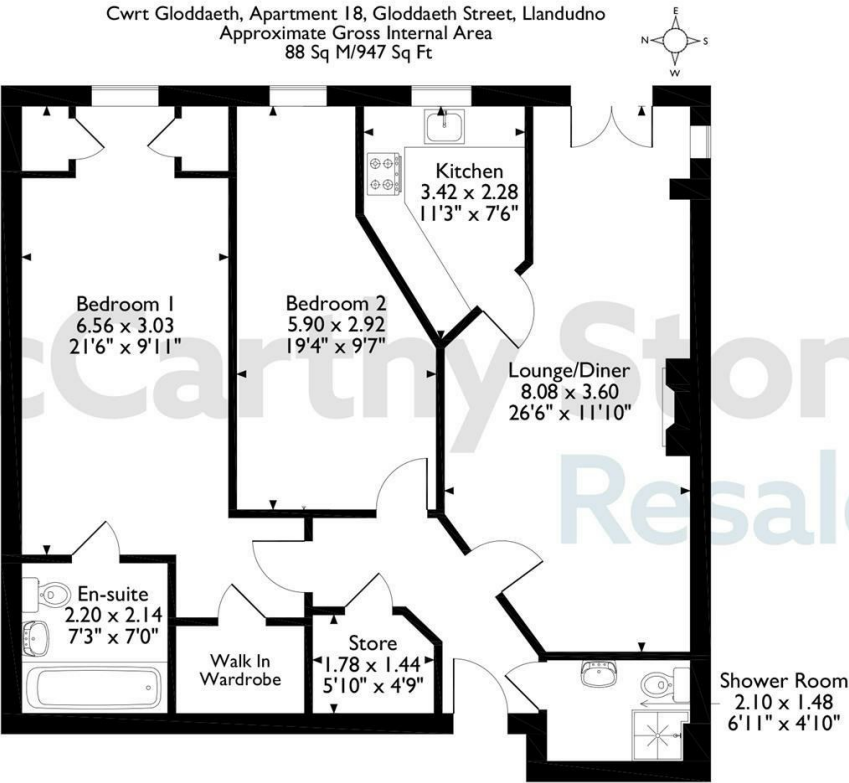 Cwrt Gloddaeth, Apartment 18, Gloddaeth Street, Llandudno
Approximate Gross Internal Area
88 Sq M/947 Sq Ft
E
N
S
W
Kitchen
3.42 x 2.28
11'3" x 7'6"
Bedroom 1
6.56 x 3.03
21'6" x 9'11"
Bedroom 2
5.90 x 2.92
19'4" x 9'7"
Lounge/Diner
8.08 x 3.60
26'6" x 11'10"
cCarthy Ston
Resale
En-suite
2.20 x 2.14
7'3" x 7'0"
Walk In
Wardrobe
Store
1.78 x 1.44
5'10" x 4'9"
Shower Room
2.10 x 1.48
6'11" x 4'10"